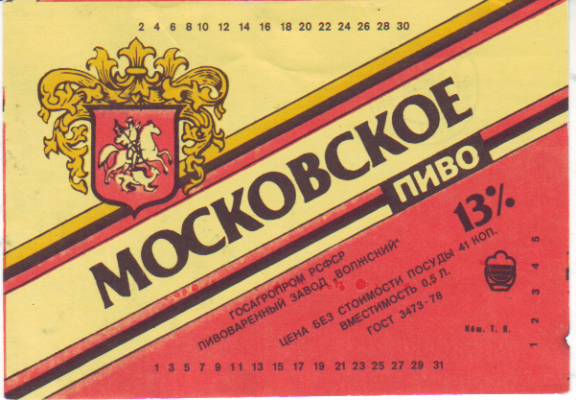 2 4 6 8 10 12 14 16 18 20 22 24 26 28 30
МОСКОВСКОЕ
ПИВО
13%
ГОСАГРОПРОМ РСФСР
ПИВОВАРЕННЫЙ ЗАВОД „ВОЛЖСКИЙ“
ЦЕНА БЕЗ СТОИМОСТИ ПОСУДЫ 41 КОП.
ВМЕСТИМОСТЬ 0,5 Л.
ГОСТ 3473-78
1 2 3 4 5
1 3 5 7 9 11 13 15 17 19 21 23 25 27 29 31